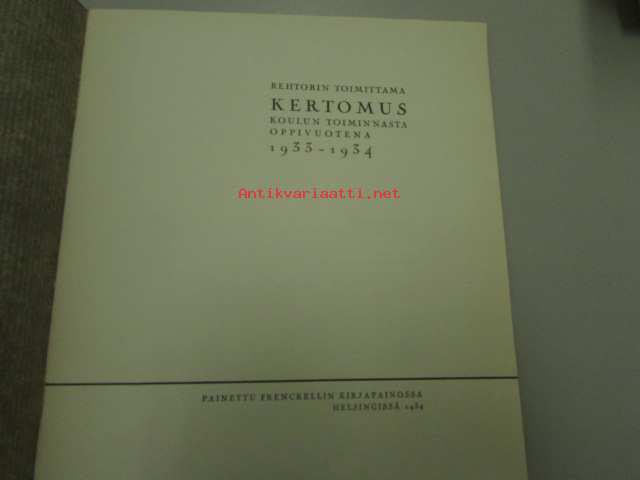 REHTORIN TOIMITTAMA
KERTOMUS
KOULUN TOIMINNASTA
OPPIVUOTENA
1933-1934
Antikvariaatti.net
PAINETTU FRENCKELLIN KIRJAPAINOSSA
HELSINGISSÄ 1934